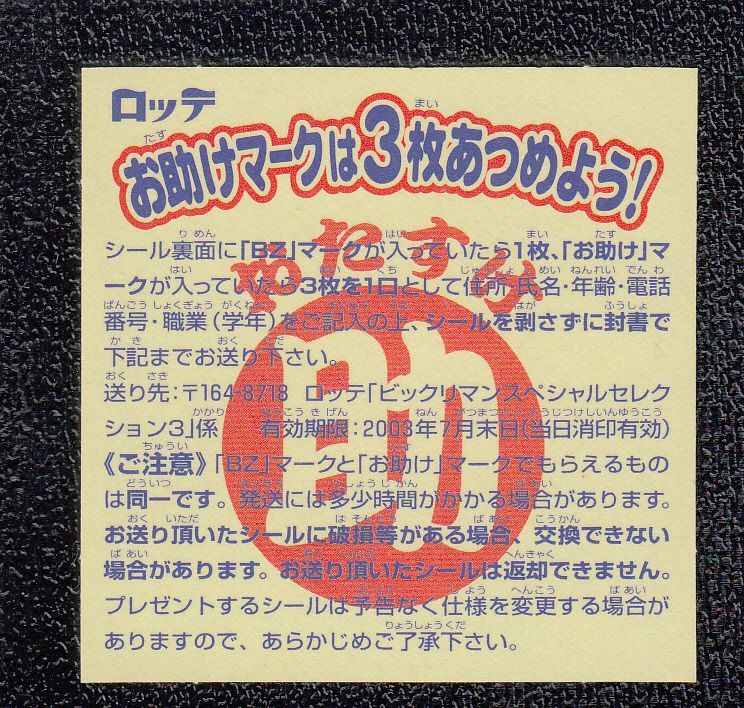 ロッテ
お助けマークは3枚あつめよう!
おたすけ
助
シール裏面に「BZ」マークが入っていたら1枚、「お助け」マ
ークが入っていたら3枚を1口として住所・氏名・年齢・電話
番号・職業(学年)をご記入の上、シールを剥さずに封書で
下記までお送り下さい。
送り先:〒164-8718 ロッテ「ビックリマンスペシャルセレク
ション3」係 有効期限:2003年7月末日(当日消印有効)
《ご注意》「BZ」マークと「お助け」マークでもらえるもの
は同一です。発送には多少時間がかかる場合があります。
お送り頂いたシールに破損等がある場合、交換できない
場合があります。お送り頂いたシールは返却できません。
プレゼントするシールは予告なく仕様を変更する場合が
ありますので、あらかじめご了承下さい。